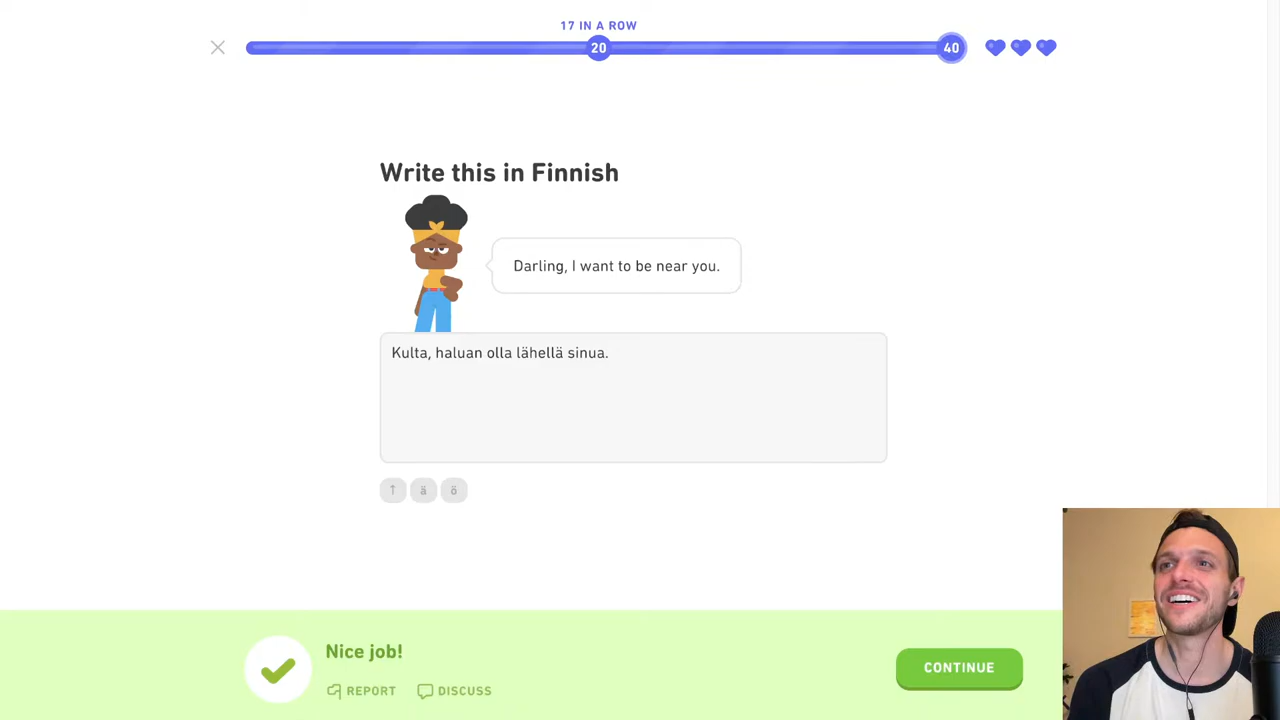 17 IN A ROW
20
40
Write this in Finnish
Darling, I want to be near you.
Kulta, haluan olla lähellä sinua.
↑ ä ö
Nice job!
REPORT DISCUSS
CONTINUE